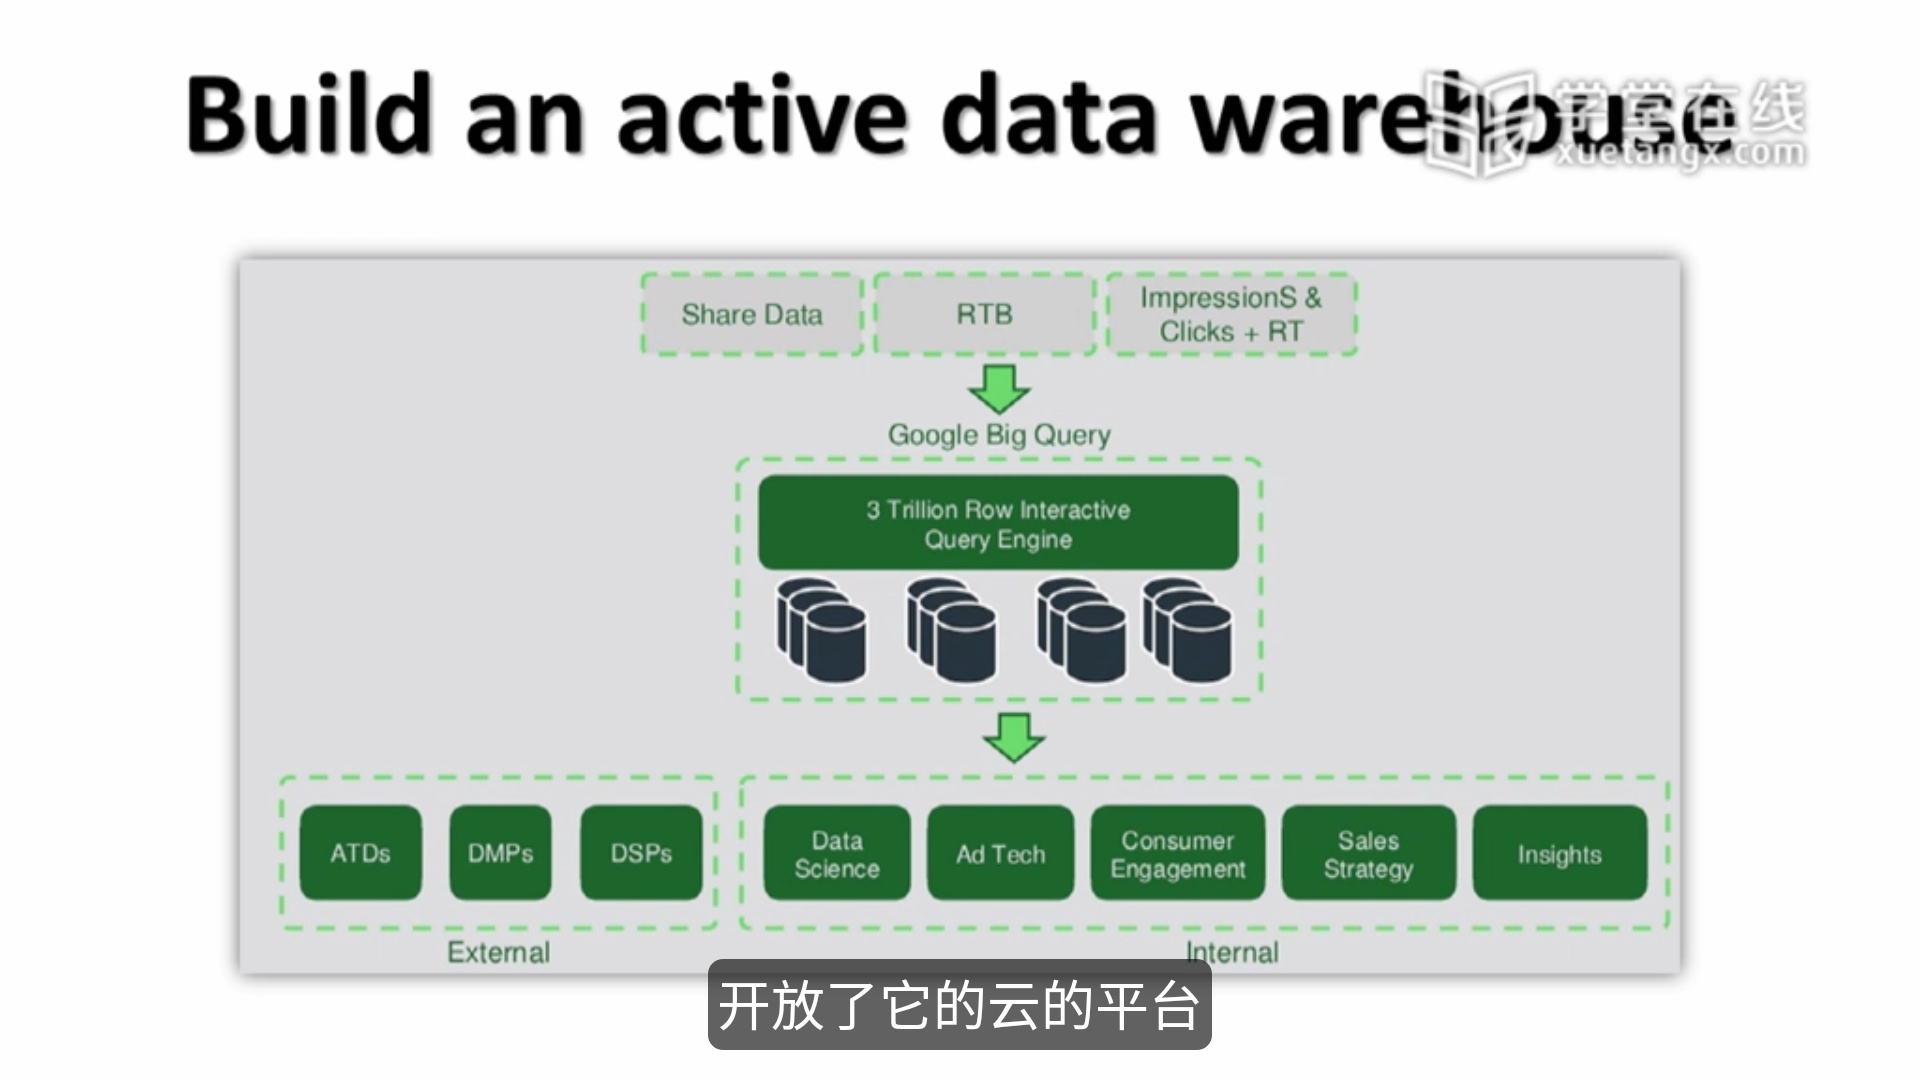 Build an active data warehouse
学堂在线
xuetangx.com
Share Data
RTB
ImpressionS &
Clicks + RT
Google Big Query
3 Trillion Row Interactive
Query Engine
ATDs
DMPs
DSPs
Data
Science
Ad Tech
Consumer
Engagement
Sales
Strategy
Insights
External
Internal
开放了它的云的平台